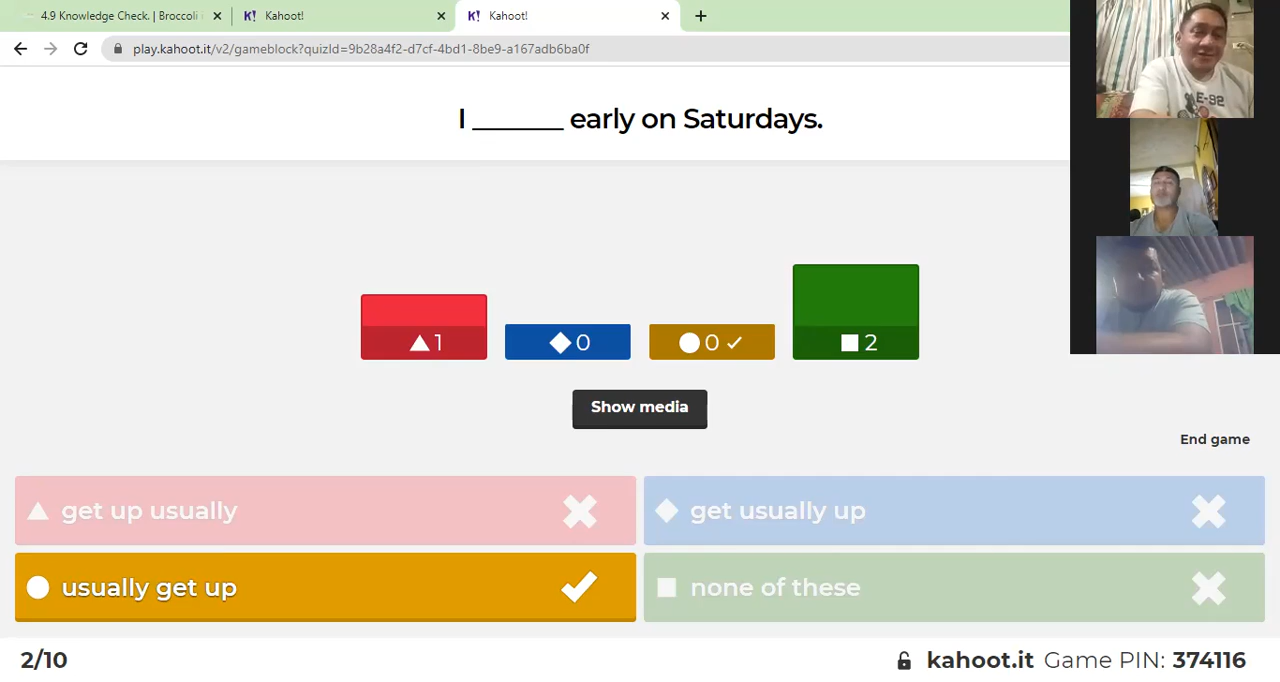 4.9 Knowledge Check. | Broccoli
Kahoot!
Kahoot!
play.kahoot.it/v2/gameblock?quizId=9b28a4f2-d7cf-4bd1-8be9-a167adb6ba0f
I _______ early on Saturdays.
E-92
1
0
0
2
Show media
End game
get up usually
get usually up
usually get up
none of these
2/10
kahoot.it Game PIN: 374116